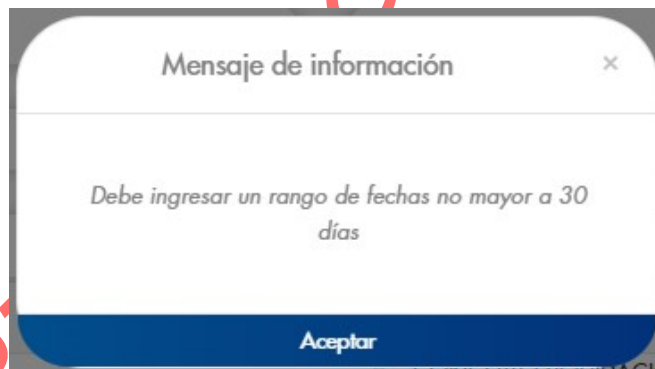 Mensaje de información ×
Debe ingresar un rango de fechas no mayor a 30
días
Aceptar